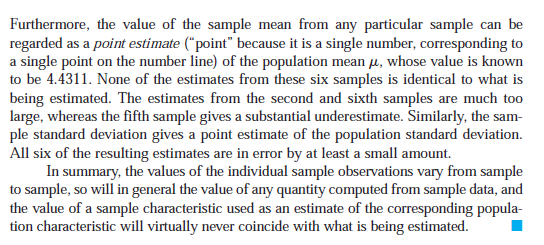 Furthermore, the value of the sample mean from any particular sample can be
regarded as a point estimate (“point” because it is a single number, corresponding to
a single point on the number line) of the population mean μ, whose value is known
to be 4.4311. None of the estimates from these six samples is identical to what is
being estimated. The estimates from the second and sixth samples are much too
large, whereas the fifth sample gives a substantial underestimate. Similarly, the sam-
ple standard deviation gives a point estimate of the population standard deviation.
All six of the resulting estimates are in error by at least a small amount.
In summary, the values of the individual sample observations vary from sample
to sample, so will in general the value of any quantity computed from sample data, and
the value of a sample characteristic used as an estimate of the corresponding popula-
tion characteristic will virtually never coincide with what is being estimated.